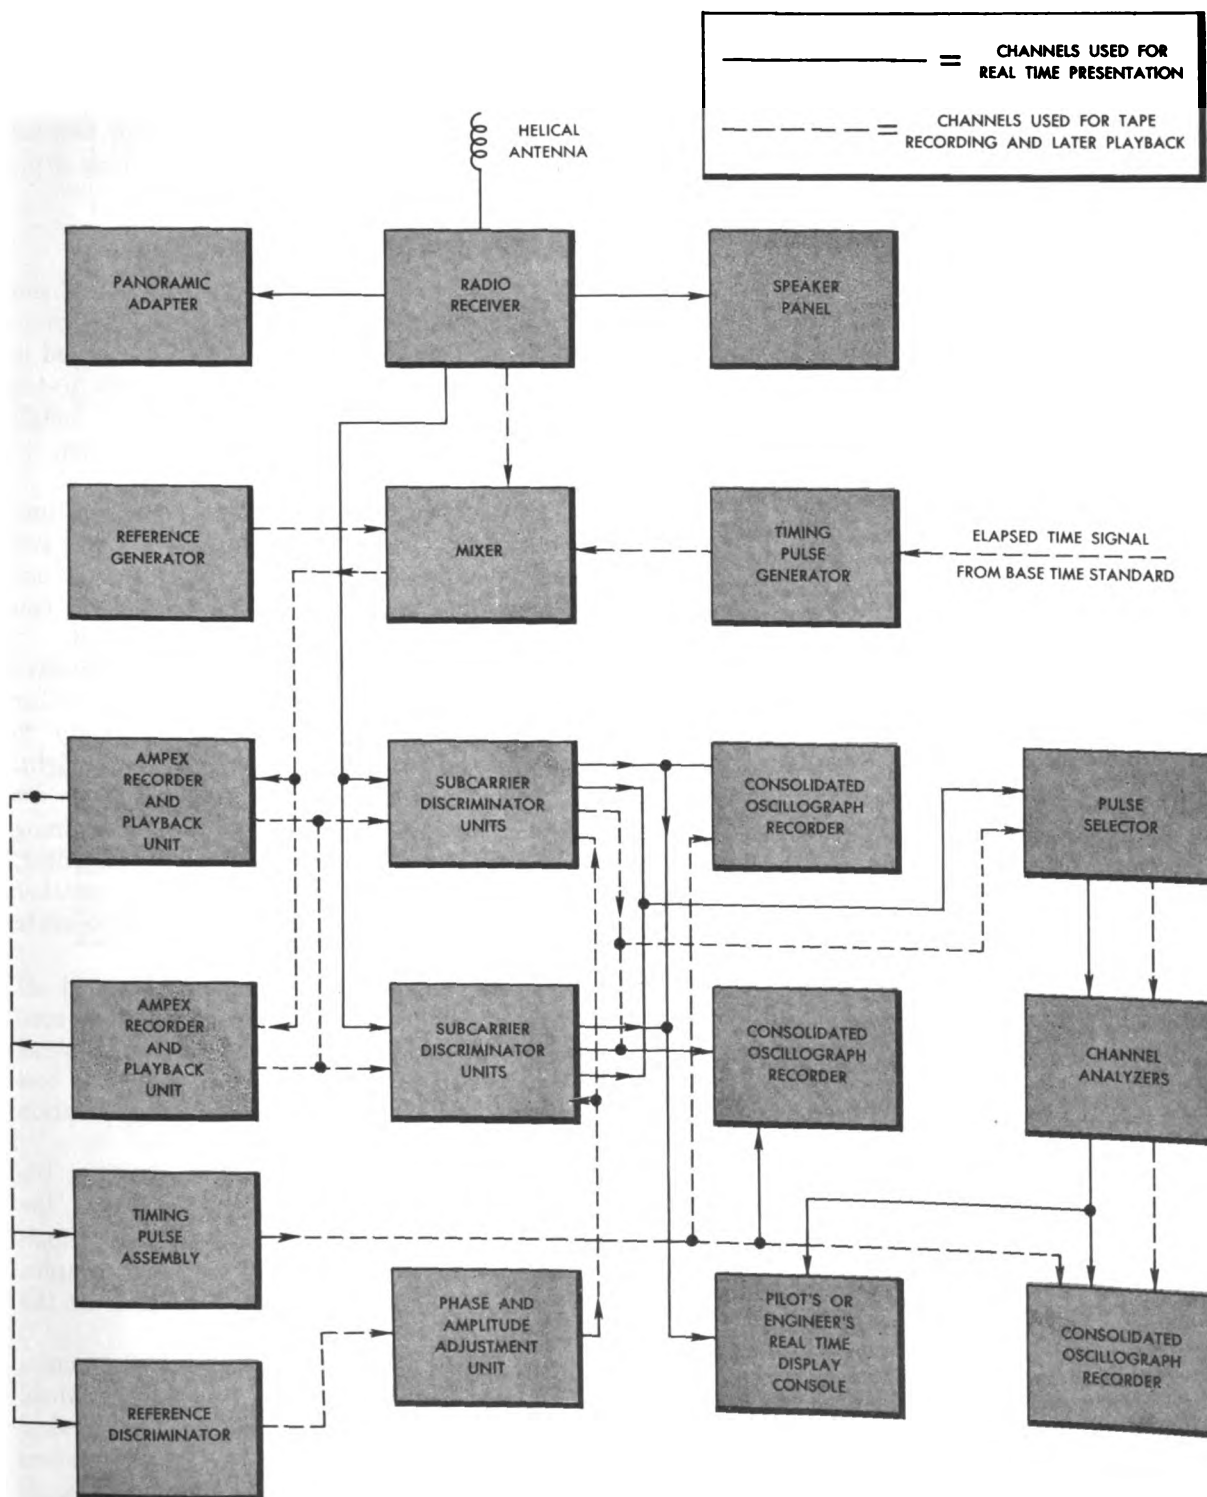 = CHANNELS USED FOR
REAL TIME PRESENTATION
= CHANNELS USED FOR TAPE
RECORDING AND LATER PLAYBACK
HELICAL
ANTENNA
PANORAMIC
ADAPTER
RADIO
RECEIVER
SPEAKER
PANEL
REFERENCE
GENERATOR
MIXER
TIMING
PULSE
GENERATOR
ELAPSED TIME SIGNAL
FROM BASE TIME STANDARD
AMPEX
RECORDER
AND
PLAYBACK
UNIT
SUBCARRIER
DISCRIMINATOR
UNITS
CONSOLIDATED
OSCILLOGRAPH
RECORDER
PULSE
SELECTOR
AMPEX
RECORDER
AND
PLAYBACK
UNIT
SUBCARRIER
DISCRIMINATOR
UNITS
CONSOLIDATED
OSCILLOGRAPH
RECORDER
CHANNEL
ANALYZERS
TIMING
PULSE
ASSEMBLY
PHASE AND
AMPLITUDE
ADJUSTMENT
UNIT
PILOT'S OR
ENGINEER'S
REAL TIME
DISPLAY
CONSOLE
CONSOLIDATED
OSCILLOGRAPH
RECORDER
REFERENCE
DISCRIMINATOR